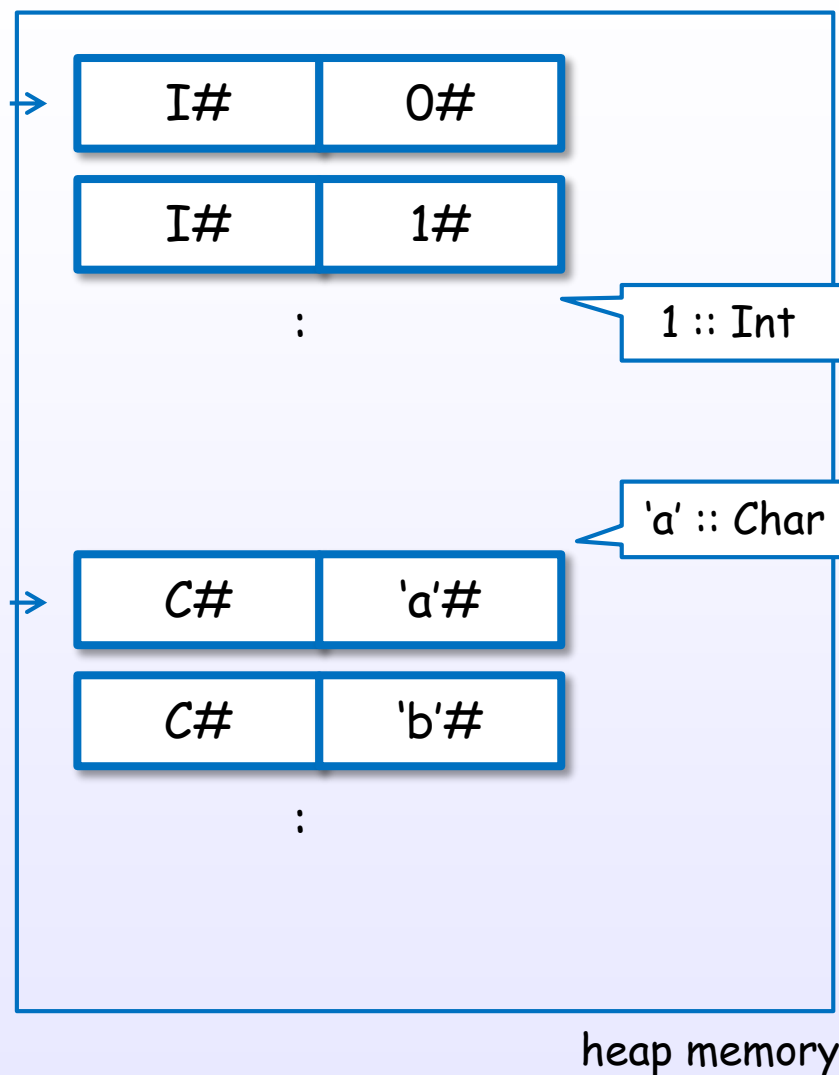 I# 0#
I# 1#
:
1 :: Int
‘a’ :: Char
C# ‘a’#
C# ‘b’#
:
heap memory